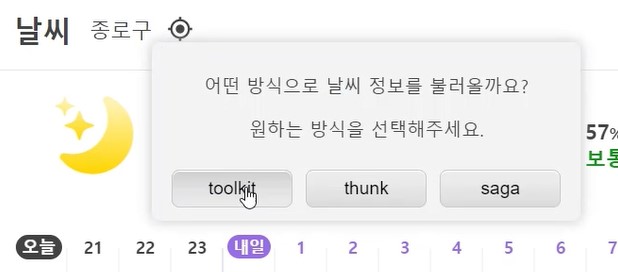 날씨 종로구
어떤 방식으로 날씨 정보를 불러올까요?
원하는 방식을 선택해주세요.
toolkit thunk saga
57%
보통
오늘 21 22 23 내일 1 2 3 4 5 6 7